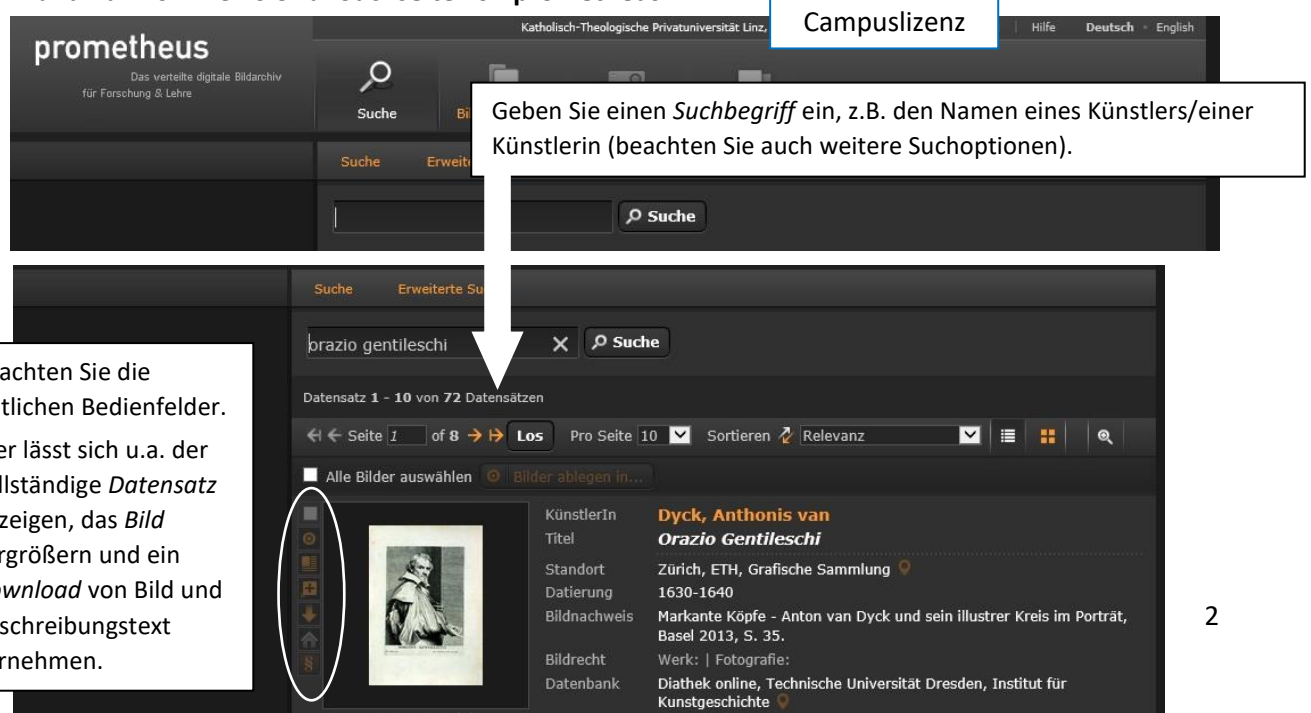 Campuslizenz
Katholisch-Theologische Privatuniversität Linz,
Hilfe Deutsch English
prometheus
Das verteilte digitale Bildarchiv
für Forschung & Lehre
Suche
Geben Sie einen Suchbegriff ein, z.B. den Namen eines Künstlers/einer
Künstlerin (beachten Sie auch weitere Suchoptionen).
Suche Erweite
Suche
Suche Erweiterte Su
orazio gentileschi Suche
achten Sie die
tlichen Bedienfelder.
er lässt sich u.a. der
llständige Datensatz
zeigen, das Bild
rgrößern und ein
wnload von Bild und
schreibungstext
rnehmen.
Datensatz 1 - 10 von 72 Datensätzen
Seite 1 of 8 Los Pro Seite 10 Sortieren Relevanz
Alle Bilder auswählen Bilder ablegen in...
KünstlerIn Dyck, Anthonis van
Titel Orazio Gentileschi
Standort Zürich, ETH, Grafische Sammlung
Datierung 1630-1640
Bildnachweis Markante Köpfe - Anton van Dyck und sein illustrer Kreis im Porträt,
Basel 2013, S. 35.
Bildrecht Werk: | Fotografie:
Datenbank Diathek online, Technische Universität Dresden, Institut für
Kunstgeschichte
2